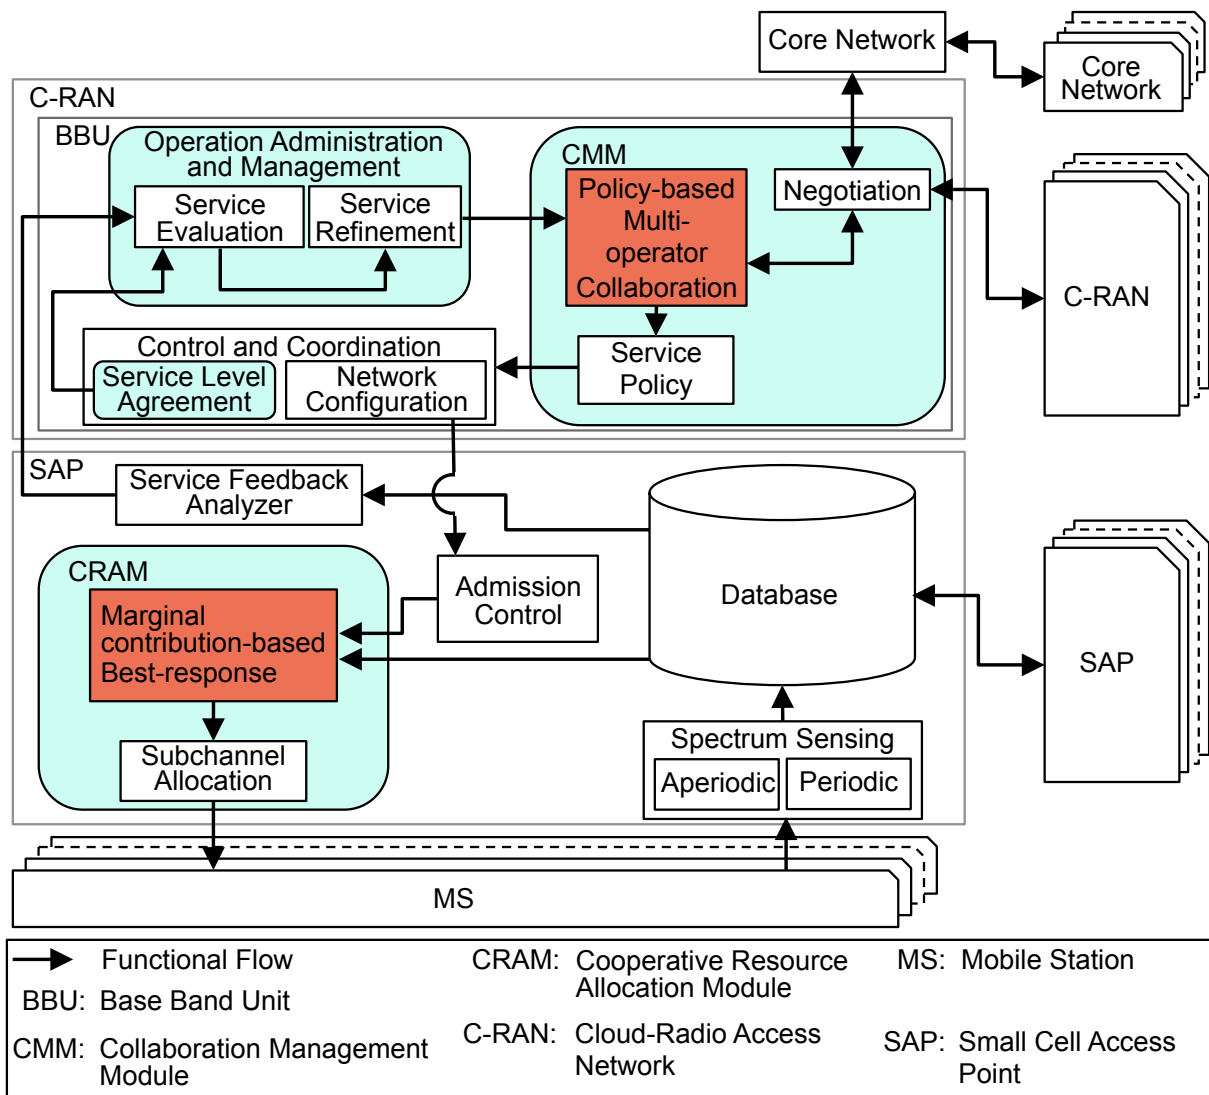 Core Network
Core
Network
C-RAN
BBU
Operation Administration
and Management
Service
Evaluation
Service
Refinement
CMM
Policy-based
Multi-
operator
Collaboration
Negotiation
C-RAN
Control and Coordination
Service Level
Agreement
Network
Configuration
Service
Policy
SAP
Service Feedback
Analyzer
CRAM
Marginal
contribution-based
Best-response
Admission
Control
Database
SAP
Subchannel
Allocation
Spectrum Sensing
Aperiodic
Periodic
MS
Functional Flow
BBU: Base Band Unit
CMM: Collaboration Management
Module
CRAM: Cooperative Resource
Allocation Module
C-RAN: Cloud-Radio Access
Network
MS: Mobile Station
SAP: Small Cell Access
Point